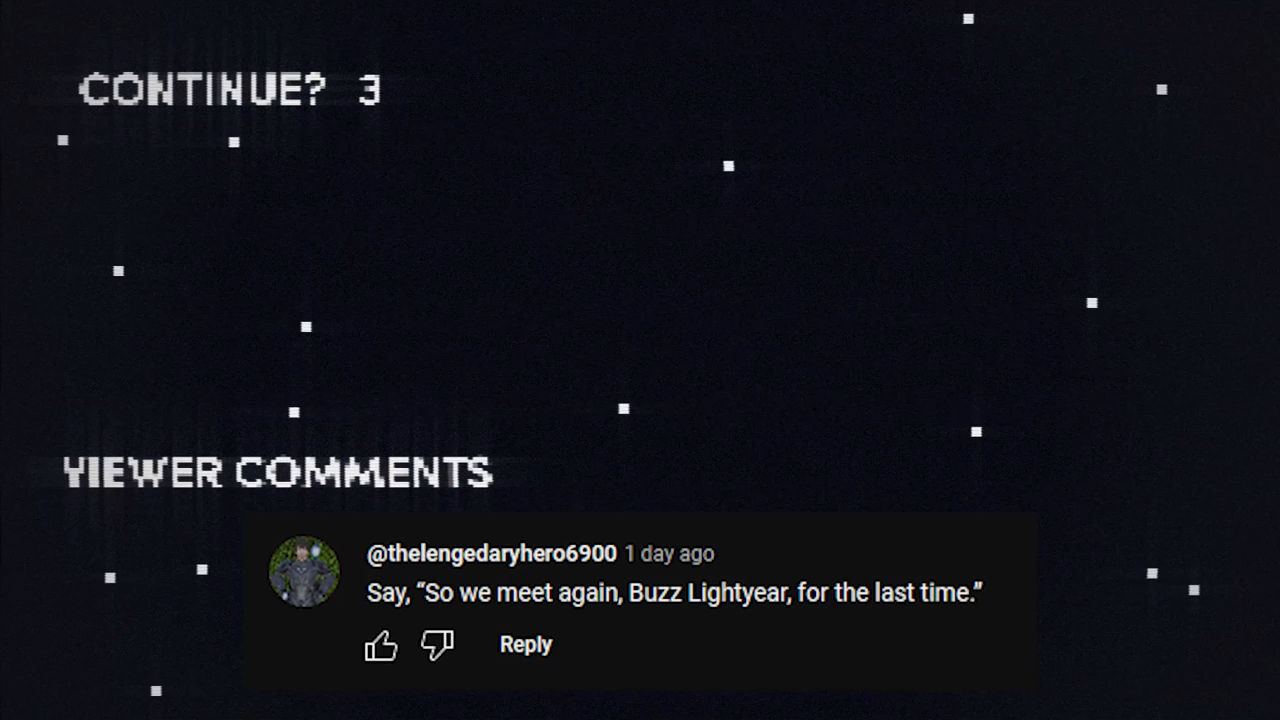 CONTINUE? 3
VIEWER COMMENTS
@thelengedaryhero6900 1 day ago
Say, “So we meet again, Buzz Lightyear, for the last time.”
Reply